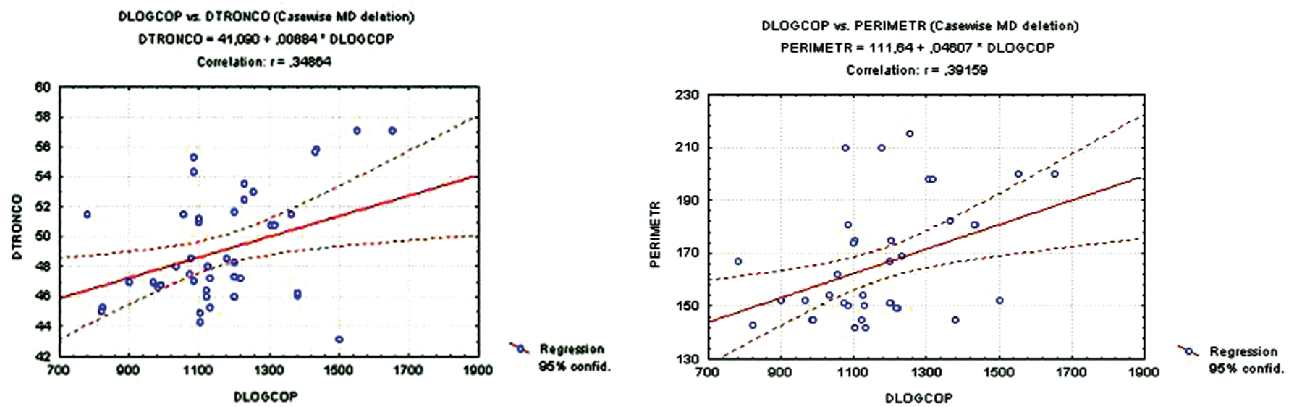 DLOGCOP vs. DTRONCO (Casewise MD deletion)
DTRONCO = 41,090 + ,00684 * DLOGCOP
Correlation: r = ,34864
60
58
56
54
52
50
48
46
44
42
DTRONCO
700 900 1100 1300 1500 1700 1900
DLOGCOP
Regression
95% confid.
DLOGCOP vs. PERIMETR (Casewise MD deletion)
PERIMETR = 111,64 + ,04607 * DLOGCOP
Correlation: r = ,39159
230
210
190
170
150
130
PERIMETR
700 900 1100 1300 1500 1700 1900
DLOGCOP
Regression
95% confid.